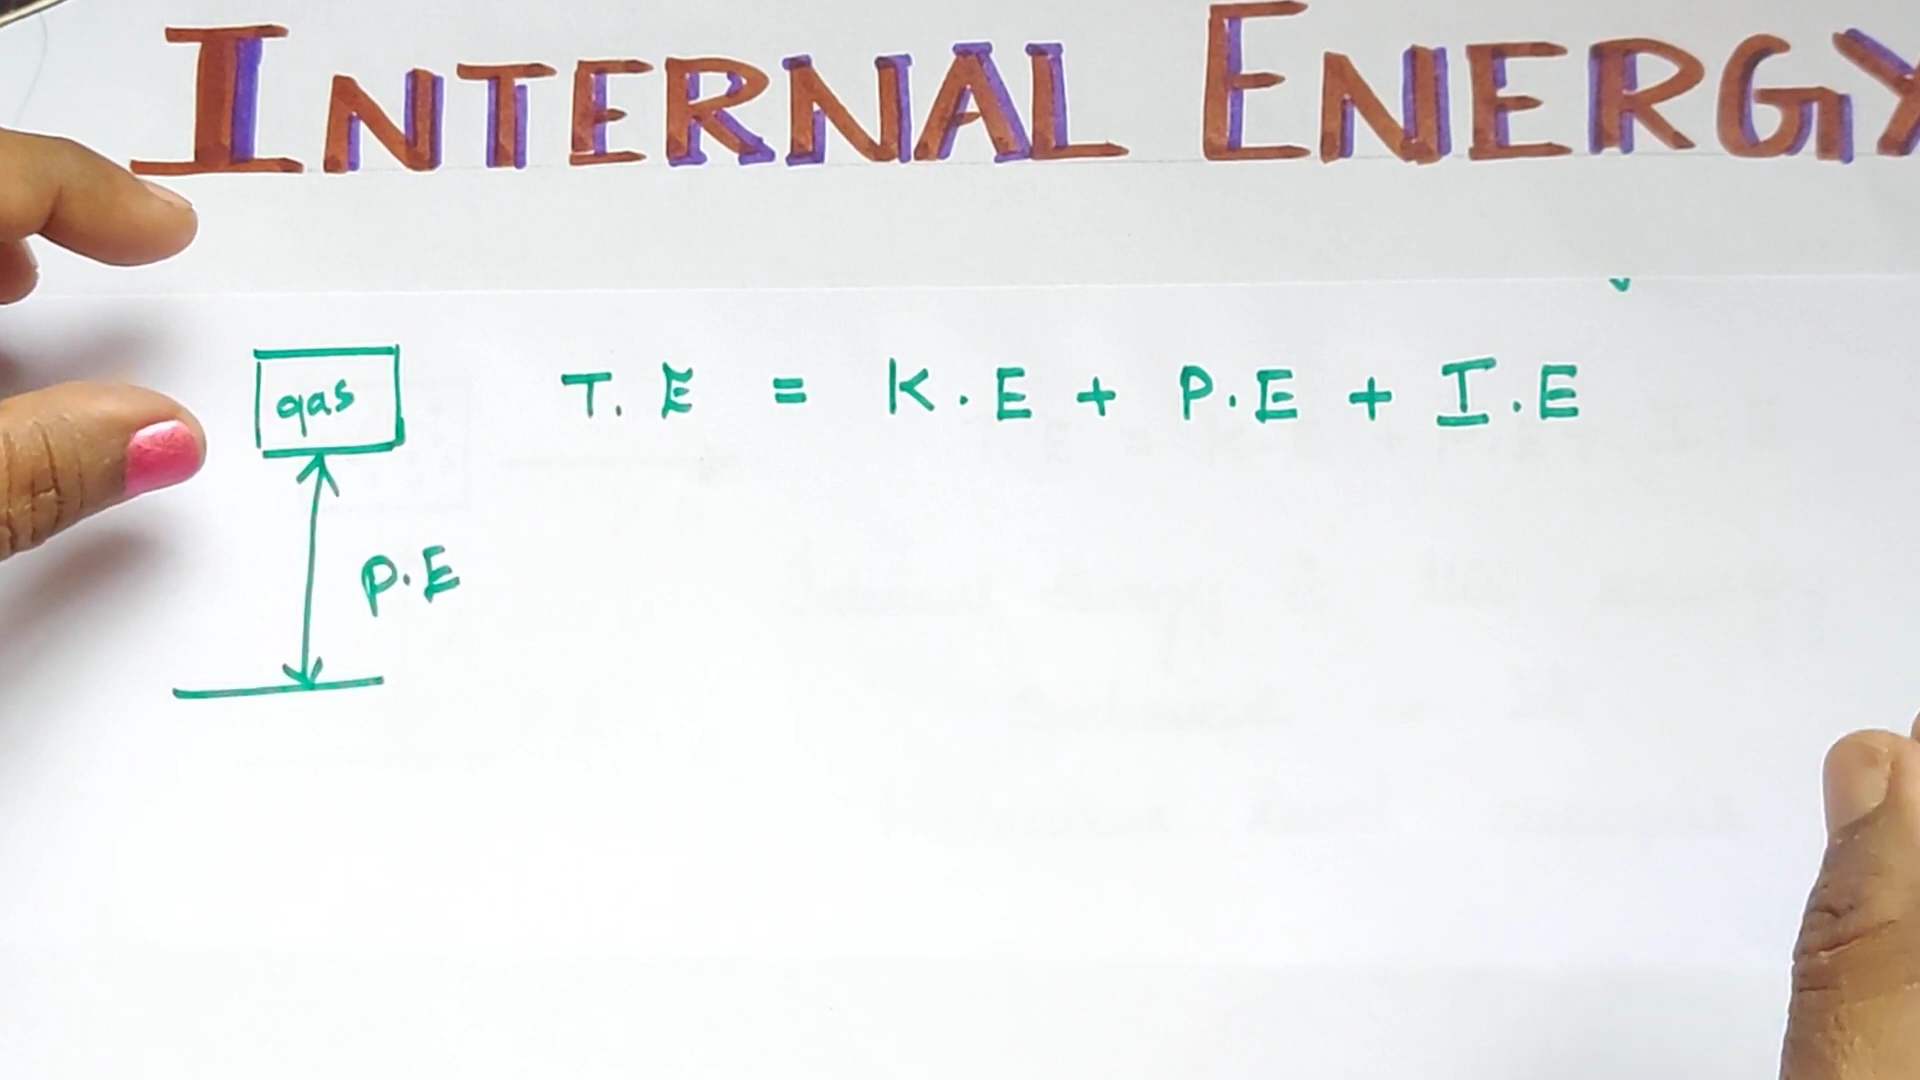 INTERNAL ENERGY
gas
T.E = K.E + P.E + I.E
P.E